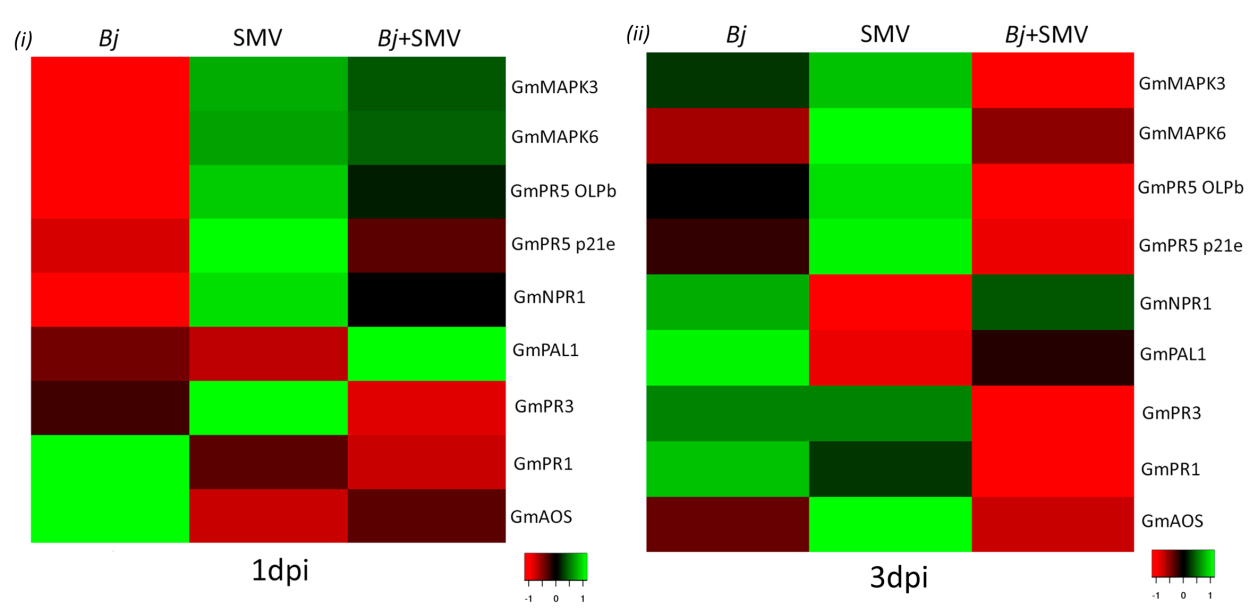 (i) Bj SMV Bj+SMV
GmMAPK3
GmMAPK6
GmPR5 OLPb
GmPR5 p21e
GmNPR1
GmPAL1
GmPR3
GmPR1
GmAOS
1dpi
-1 0 1
(ii) Bj SMV Bj+SMV
GmMAPK3
GmMAPK6
GmPR5 OLPb
GmPR5 p21e
GmNPR1
GmPAL1
GmPR3
GmPR1
GmAOS
3dpi
-1 0 1